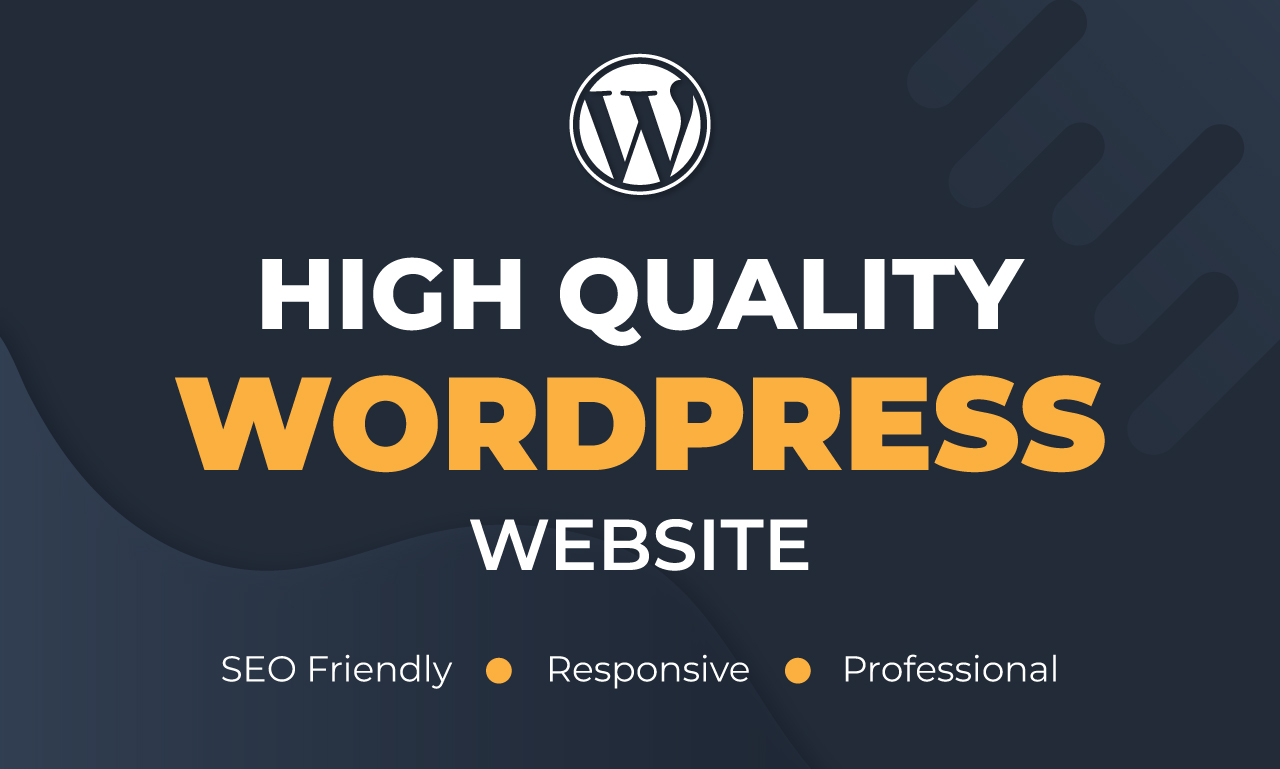 HIGH QUALITY
WORDPRESS
WEBSITE
SEO Friendly ● Responsive ● Professional